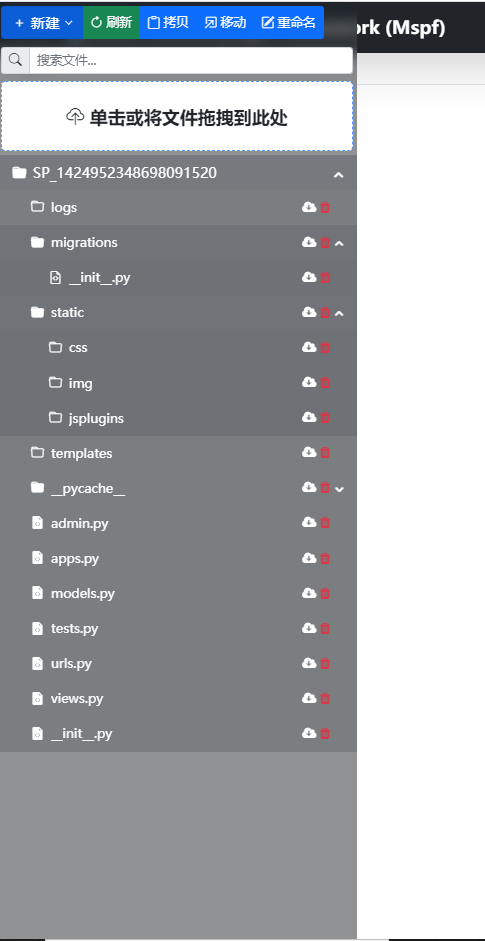 + 新建 刷新 拷贝 移动 重命名 ork (Mspf)
搜索文件...
单击或将文件拖拽到此处
SP_1424952348698091520
logs
migrations
__init__.py
static
css
img
jsplugins
templates
__pycache__
admin.py
apps.py
models.py
tests.py
urls.py
views.py
__init__.py